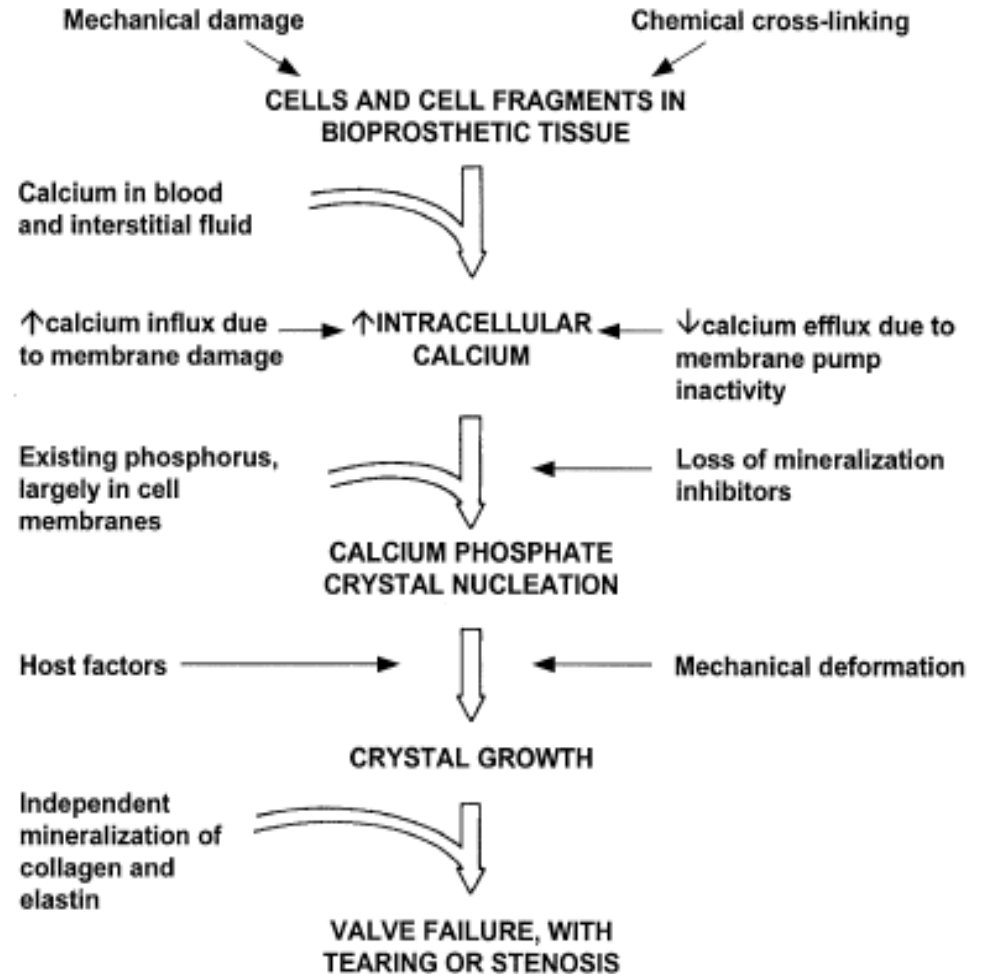 Mechanical damage
Chemical cross-linking
CELLS AND CELL FRAGMENTS IN
BIOPROSTHETIC TISSUE
Calcium in blood
and interstitial fluid
↑calcium influx due
to membrane damage
↑INTRACELLULAR
CALCIUM
↓calcium efflux due to
membrane pump
inactivity
Existing phosphorus,
largely in cell
membranes
Loss of mineralization
inhibitors
CALCIUM PHOSPHATE
CRYSTAL NUCLEATION
Host factors
Mechanical deformation
CRYSTAL GROWTH
Independent
mineralization of
collagen and
elastin
VALVE FAILURE, WITH
TEARING OR STENOSIS